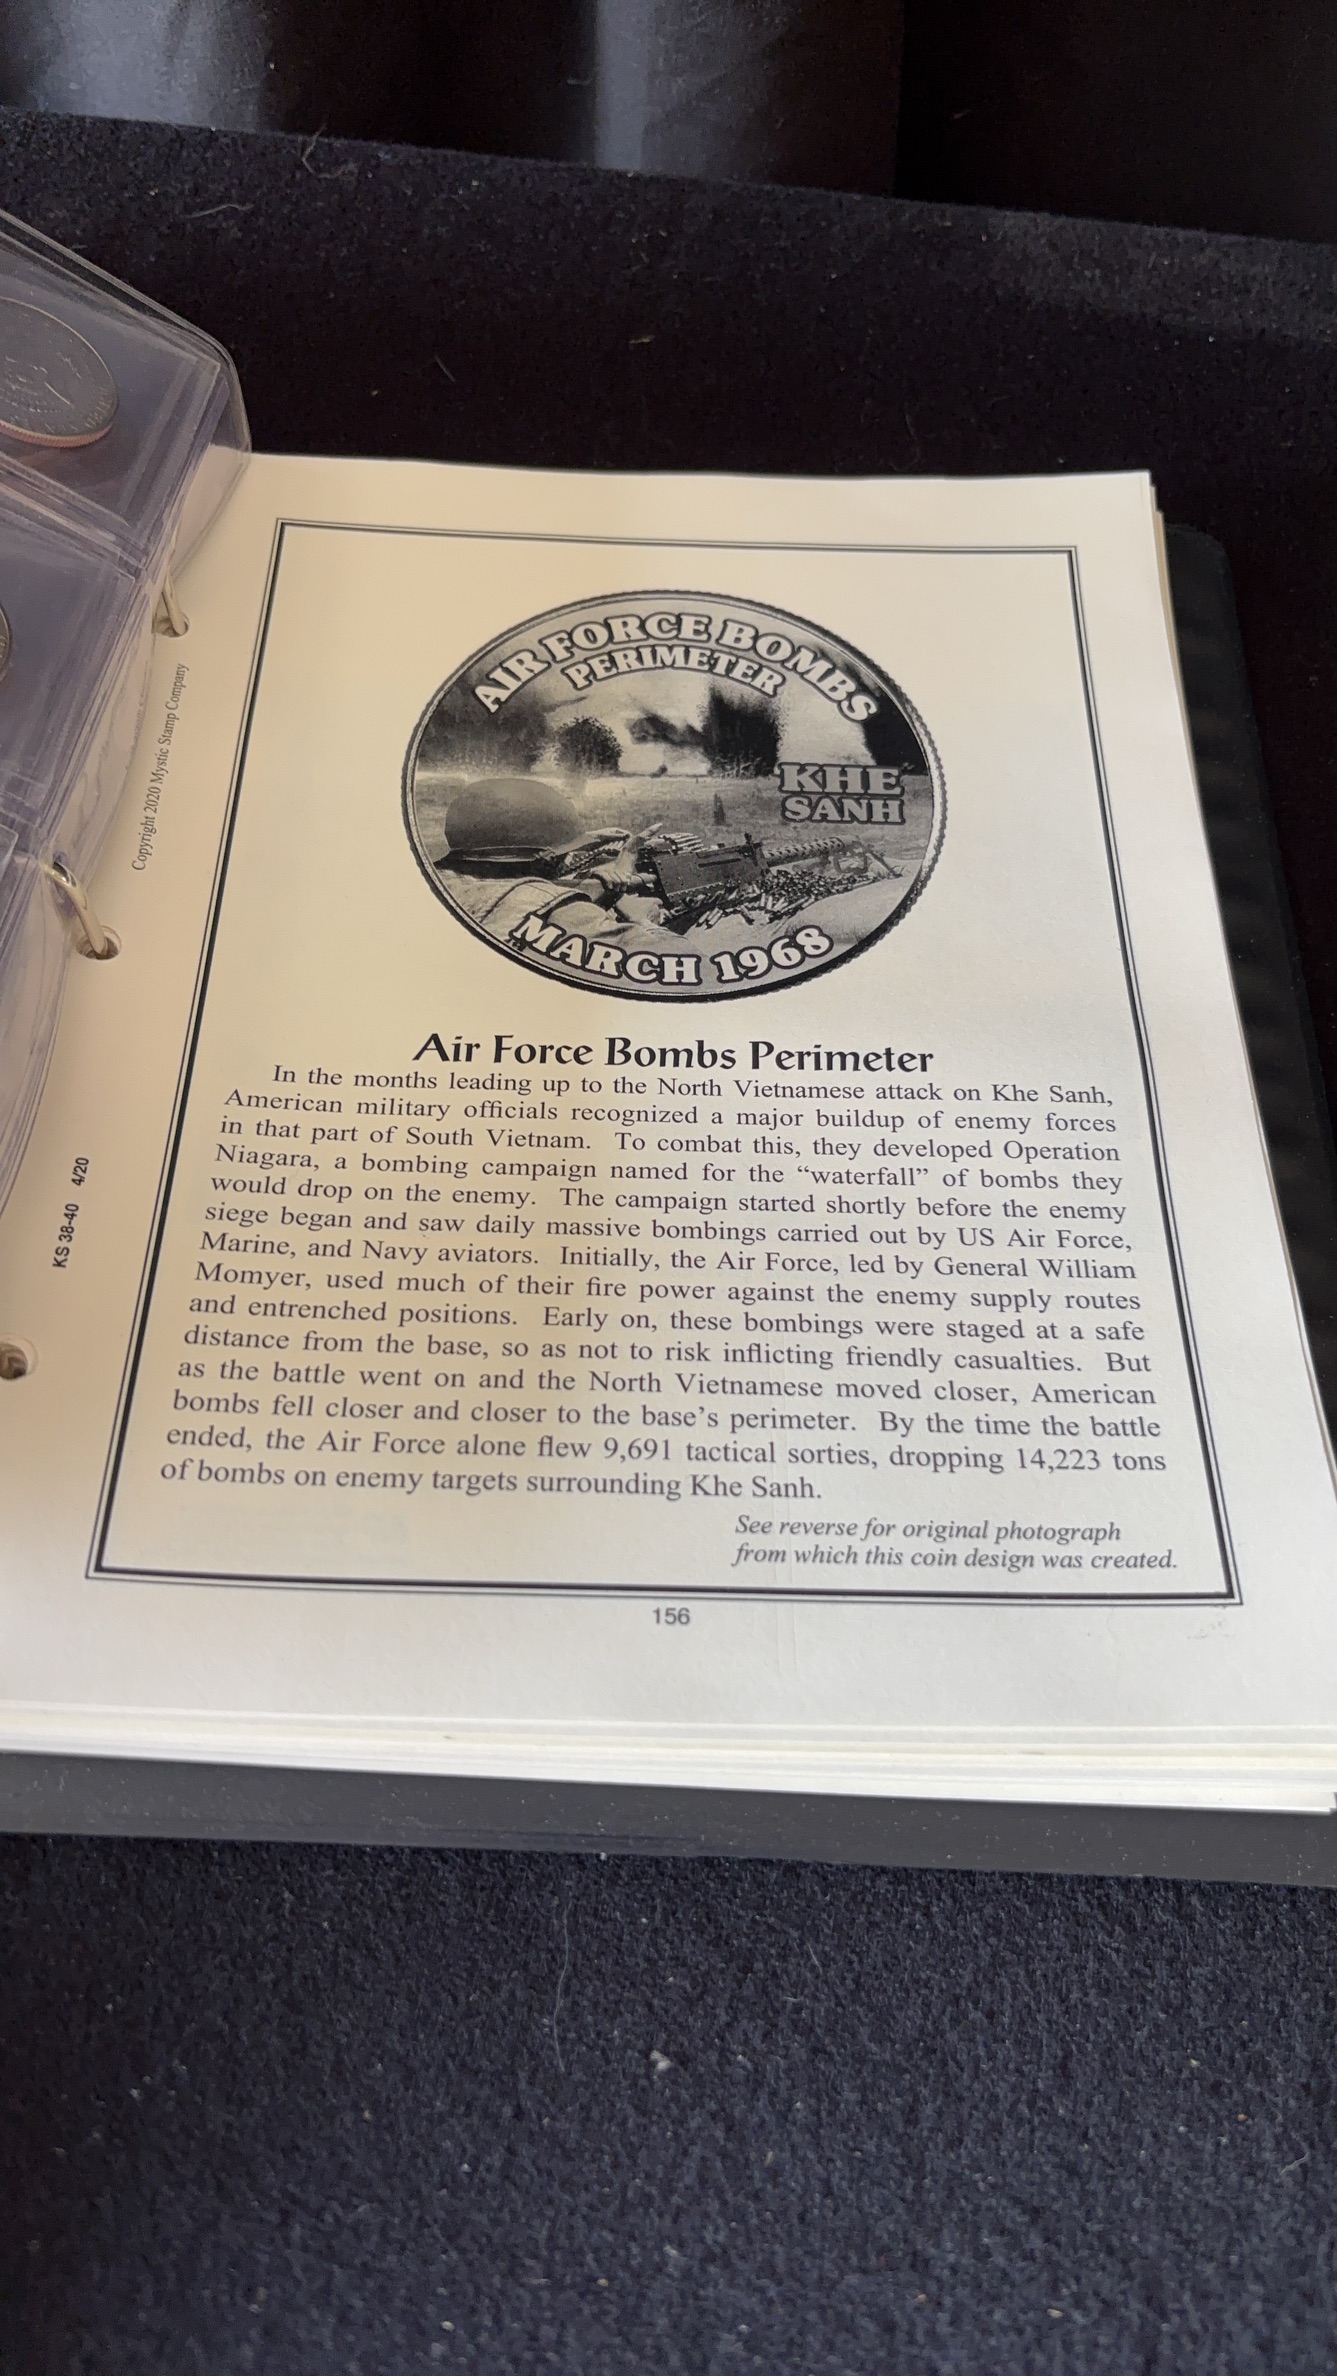 AIR FORCE BOMBS
PERIMETER
KHE
SANH
MARCH 1968
Air Force Bombs Perimeter
In the months leading up to the North Vietnamese attack on Khe Sanh,
American military officials recognized a major buildup of enemy forces
in that part of South Vietnam. To combat this, they developed Operation
Niagara, a bombing campaign named for the “waterfall” of bombs they
would drop on the enemy. The campaign started shortly before the enemy
siege began and saw daily massive bombings carried out by US Air Force,
Marine, and Navy aviators. Initially, the Air Force, led by General William
Momyer, used much of their fire power against the enemy supply routes
and entrenched positions. Early on, these bombings were staged at a safe
distance from the base, so as not to risk inflicting friendly casualties. But
as the battle went on and the North Vietnamese moved closer, American
bombs fell closer and closer to the base’s perimeter. By the time the battle
ended, the Air Force alone flew 9,691 tactical sorties, dropping 14,223 tons
of bombs on enemy targets surrounding Khe Sanh.
See reverse for original photograph
from which this coin design was created.
156
Copyright 2020 Mystic Stamp Company
KS 38-40 4/20